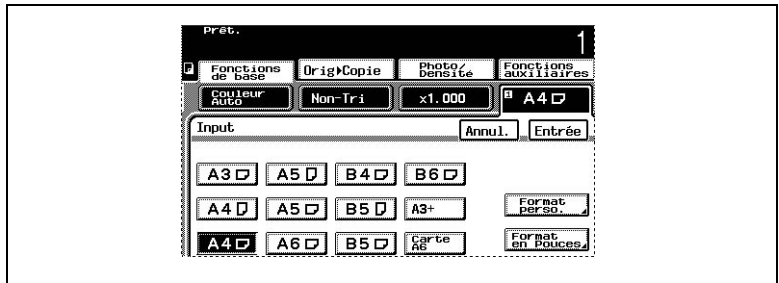 Prêt.
1
Fonctions de base Orig▸Copie Photo/Densité Fonctions auxiliaires
Couleur Auto Non-Tri x1.000 1 A4
Input Annul. Entrée
A3 A5 B4 B6
A4 A5 B5 A3+ Format perso.
A4 A6 B5 Carte A6 Format en Pouces